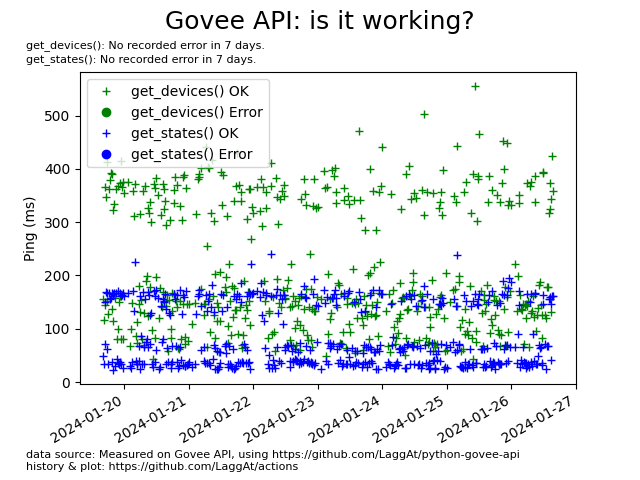 Govee API: is it working?
get_devices(): No recorded error in 7 days.
get_states(): No recorded error in 7 days.
get_devices() OK
get_devices() Error
get_states() OK
get_states() Error
Ping (ms)
500
400
300
200
100
0
2024-01-20
2024-01-21
2024-01-22
2024-01-23
2024-01-24
2024-01-25
2024-01-26
2024-01-27
data source: Measured on Govee API, using https://github.com/LaggAt/python-govee-api
history & plot: https://github.com/LaggAt/actions